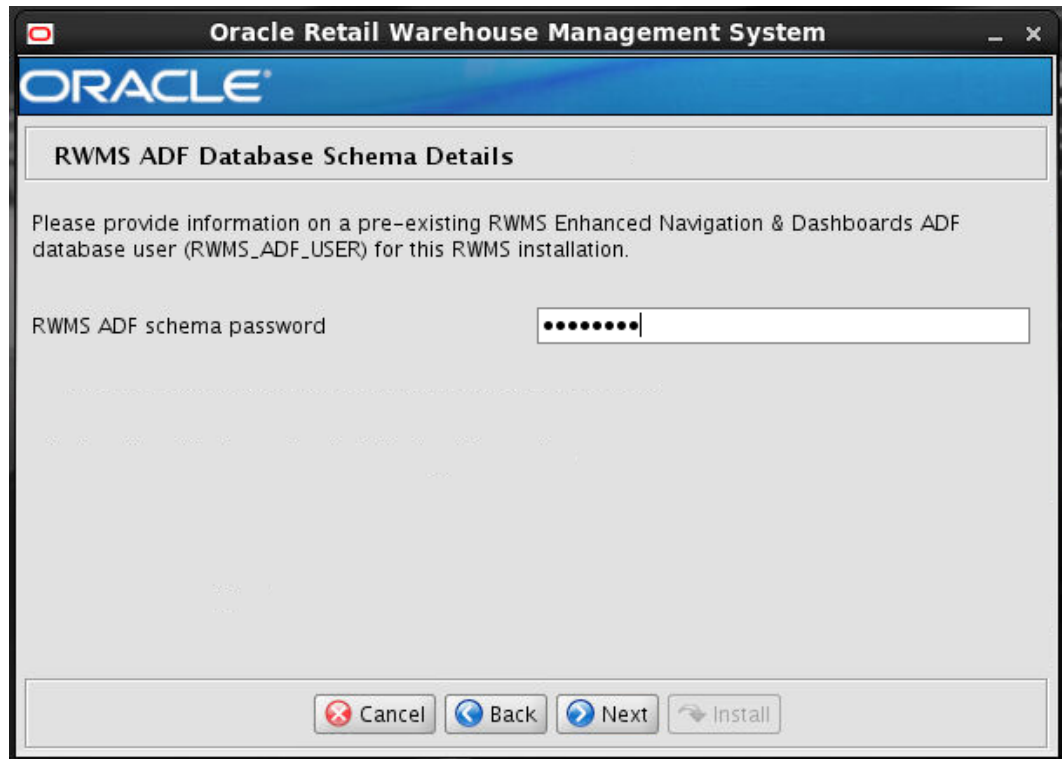 Oracle Retail Warehouse Management System
ORACLE®
RWMS ADF Database Schema Details
Please provide information on a pre-existing RWMS Enhanced Navigation & Dashboards ADF
database user (RWMS_ADF_USER) for this RWMS installation.
RWMS ADF schema password ••••••••
Cancel Back Next Install